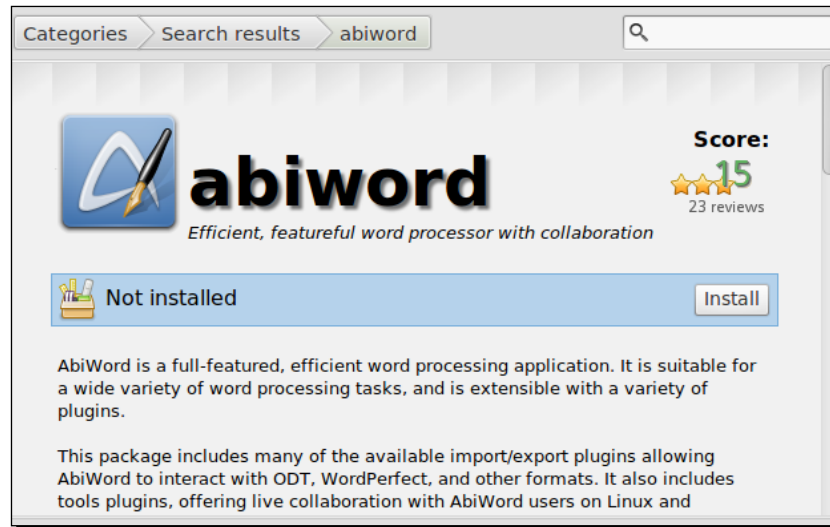 Categories
Search results
abiword
Score:
abiword
15
23 reviews
Efficient, featureful word processor with collaboration
Not installed
Install
AbiWord is a full-featured, efficient word processing application. It is suitable for
a wide variety of word processing tasks, and is extensible with a variety of
plugins.
This package includes many of the available import/export plugins allowing
AbiWord to interact with ODT, WordPerfect, and other formats. It also includes
tools plugins, offering live collaboration with AbiWord users on Linux and